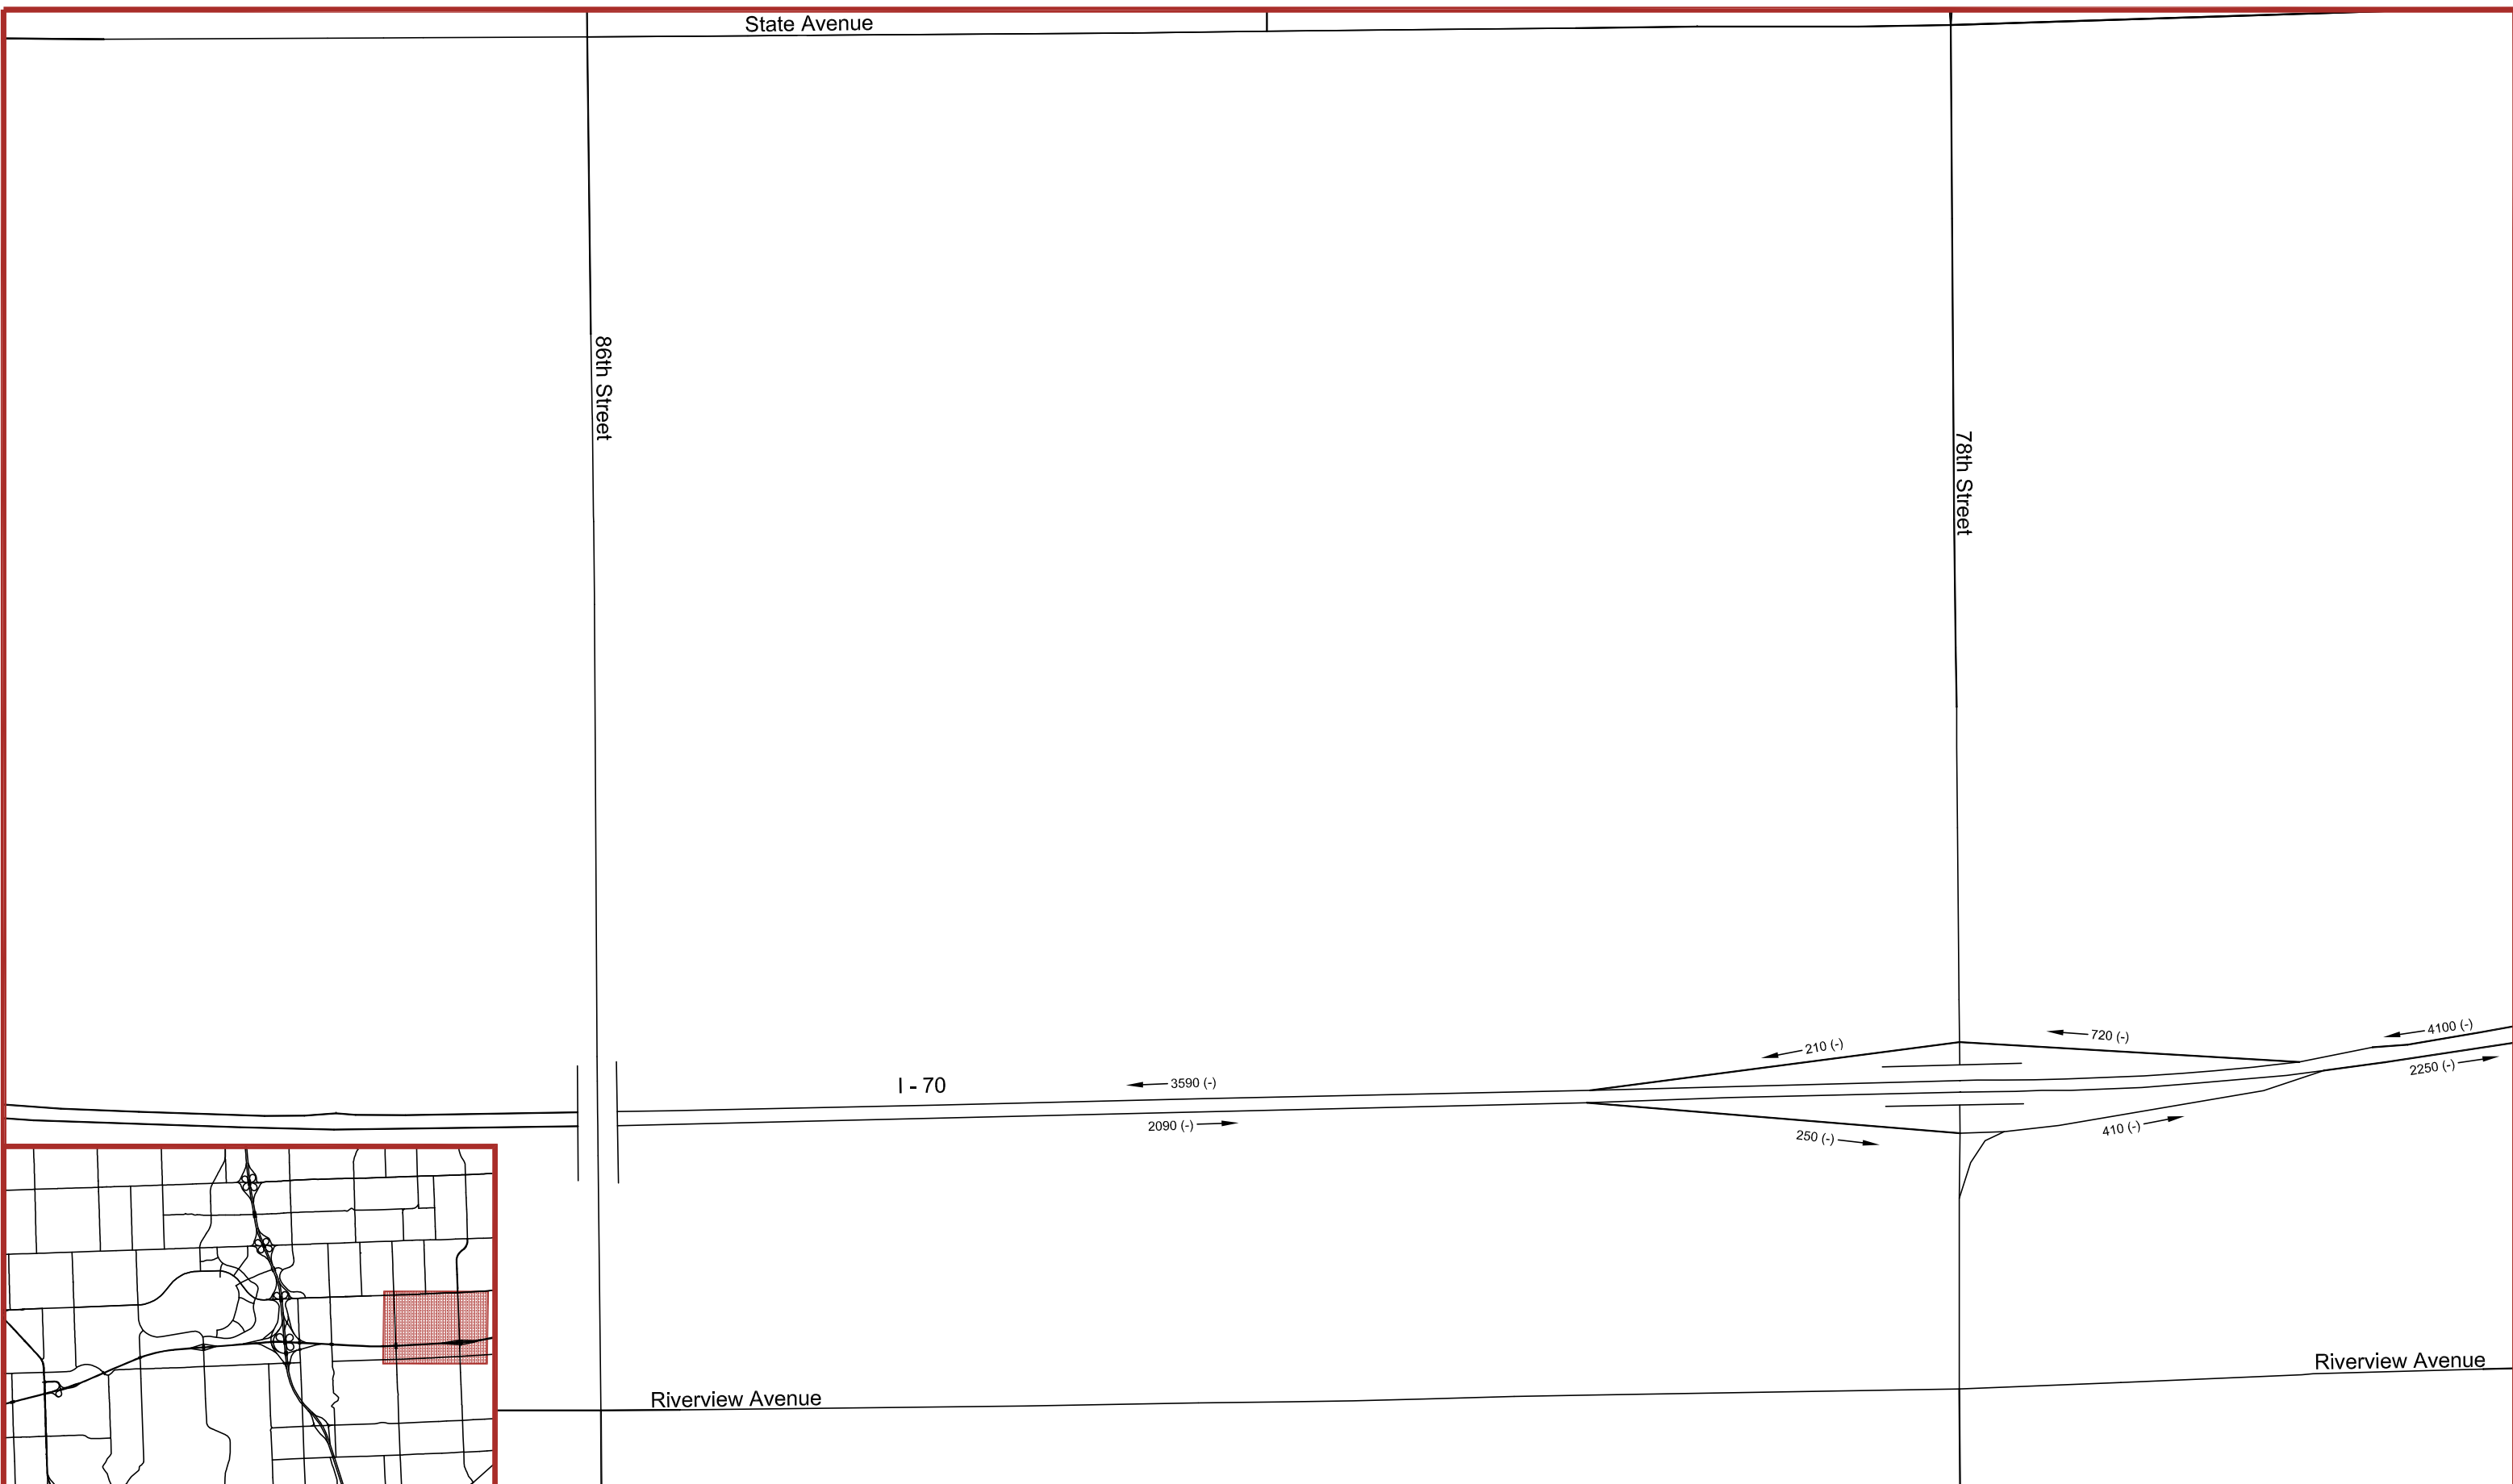 State Avenue
86th Street
78th Street
4100 (-)
720 (-)
210 (-)
2250 (-)
I - 70
3590 (-)
2090 (-)
250 (-)
410 (-)
Riverview Avenue
Riverview Avenue